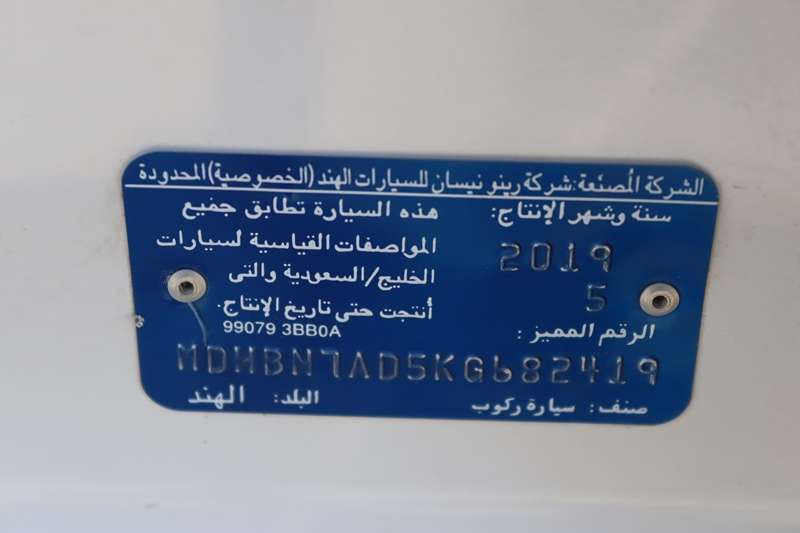 الشركة المصنعة: شركة رينو نيسان للسيارات الهند (الخصوصية) المحدودة
سنة وشهر الإنتاج:
2019
5
هذه السيارة تطابق جميع
المواصفات القياسية لسيارات
الخليج/السعودية والتى
أنتجت حتى تاريخ الإنتاج.
99079 3BB0A
الرقم المميز :
MDHBN7AD5KG682419
صنف: سيارة ركوب
البلد: الهند